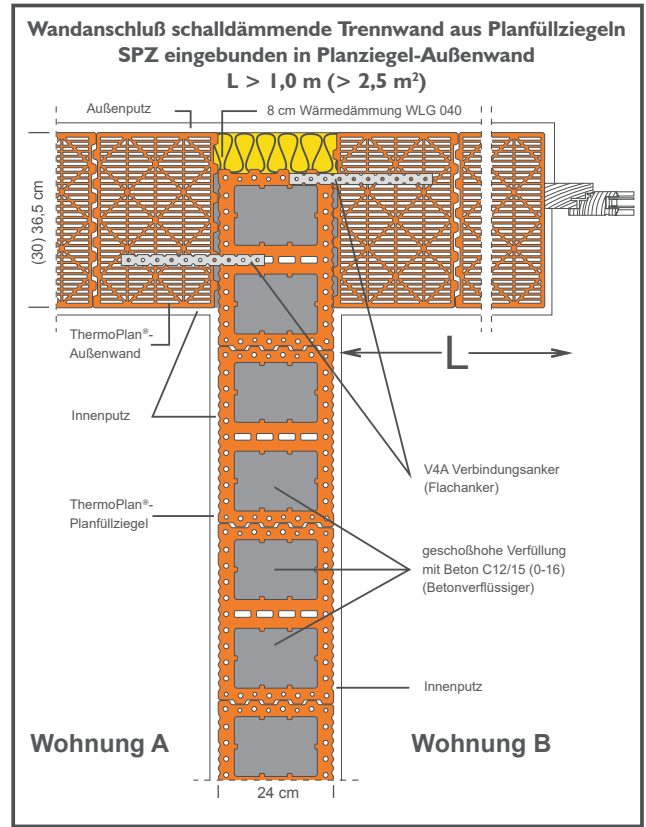 Wandanschluß schalldämmende Trennwand aus Planfüllziegeln
SPZ eingebunden in Planziegel-Außenwand
L > 1,0 m (> 2,5 m²)
Außenputz
8 cm Wärmedämmung WLG 040
(30) 36,5 cm
ThermoPlan®-
Außenwand
L
Innenputz
V4A Verbindungsanker
(Flachanker)
ThermoPlan®-
Planfüllziegel
geschoßhohe Verfüllung
mit Beton C12/15 (0-16)
(Betonverflüssiger)
Innenputz
Wohnung A
Wohnung B
24 cm